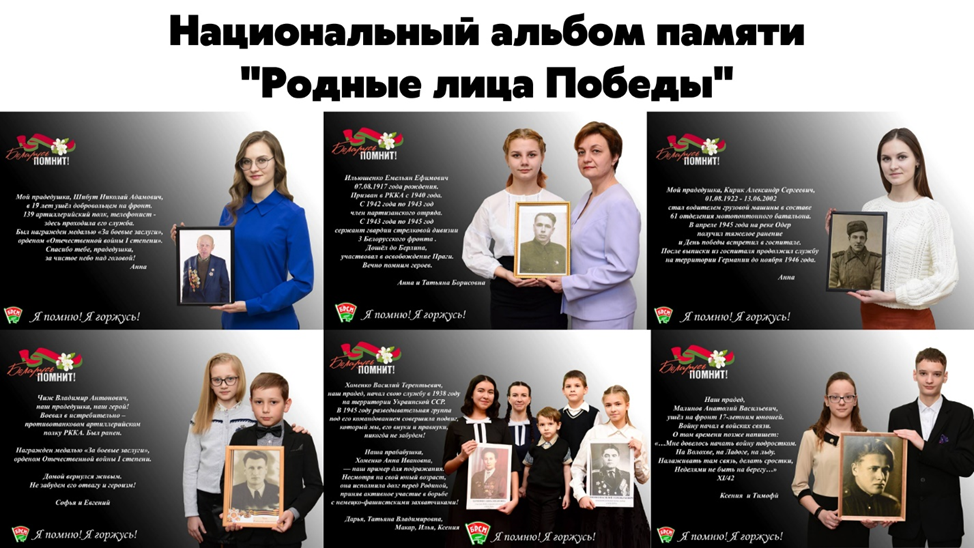 Национальный альбом памяти
"Родные лица Победы"
Беларусь
ПОМНИТ!
Мой прадедушка, Шибут Николай Адамович,
в 19 лет ушёл добровольцем на фронт.
139 артиллерийский полк, телефонист -
здесь проходила его служба.
Был награжден медалью «За боевые заслуги»,
орденом «Отечественной войны I степени».
Спасибо тебе, прадедушка,
за чистое небо над головой!
Анна
БРСМ
Я помню! Я горжусь!
Беларусь
ПОМНИТ!
Ильюшенко Емельян Ефимович
07.08.1917 года рождения.
Призван в РККА с 1940 года.
С 1942 года по 1943 год
член партизанского отряда.
С 1943 года по 1945 год
сержант гвардии стрелковой дивизии
3 Белорусского фронта .
Дошёл до Берлина,
участвовал в освобождение Праги.
Вечно помним героев.
Анна и Татьяна Борисовна
БРСМ
Я помню! Я горжусь!
Беларусь
ПОМНИТ!
Мой прадедушка, Кирик Александр Сергеевич,
01.08.1922 - 13.06.2002
стал водителем грузовой машины в составе
61 отделения мотопонтонного батальона.
В апреле 1945 года на реке Одер
получил тяжелое ранение
и День победы встретил в госпитале.
После выписки из госпиталя продолжил службу
на территории Германии до ноября 1946 года.
Анна
БРСМ
Я помню! Я горжусь!
Беларусь
ПОМНИТ!
Чиж Владимир Антонович,
наш прадедушка, наш герой!
Воевал в истребительно –
противотанковом артиллерийском
полку РККА. Был ранен.
Награжден медалью «За боевые заслуги»,
орденом Отечественной войны I степени.
Домой вернулся живым.
Не забудем его отвагу и героизм!
Софья и Евгений
БРСМ
Я помню! Я горжусь!
Беларусь
ПОМНИТ!
Хоменко Василий Терентьевич,
наш прадед, начал свою службу в 1938 году
на территории Украинской ССР.
В 1945 году разведывательная группа
под его командованием совершила подвиг,
который мы, его внуки и правнуки,
никогда не забудем!
Наша прабабушка,
Хоменко Анна Ивановна,
— наш пример для подражания.
Несмотря на свой юный возраст,
она исполнила долг перед Родиной,
приняв активное участие в борьбе
с немецко-фашистскими захватчиками!
Дарья, Татьяна Владимировна,
Макар, Илья, Ксения
БРСМ
Я помню! Я горжусь!
Беларусь
ПОМНИТ!
Наш прадед,
Малинов Анатолий Васильевич,
ушёл на фронт 17-летним юношей.
Войну начал в войсках связи.
О том времени позже напишет:
«…Мне довелось начать войну подростком.
На Волхове, на Ладоге, на льду.
Налаживать там связь, делать сростки,
Неделями не быть на берегу…»
XI/42
Ксения и Тимофй
БРСМ
Я помню! Я горжусь!